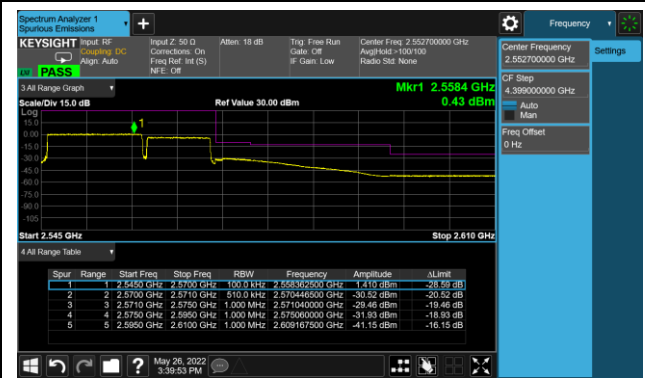 Spectrum Analyzer 1
Spurious Emissions
Frequency
KEYSIGHT Input: RF Input Z: 50 Ω Atten: 18 dB Trig: Free Run Center Freq: 2.552700000 GHz
Coupling: DC Corrections: On Gate: Off Avg|Hold:>100/100
Align: Auto Freq Ref: Int (S) IF Gain: Low Radio Std: None
NFE: Off
PASS
Center Frequency
2.552700000 GHz
Settings
CF Step
4.399000000 GHz
Auto
Man
Freq Offset
0 Hz
3 All Range Graph
Mkr1 2.5584 GHz
Scale/Div 15.0 dB Ref Value 30.00 dBm 0.43 dBm
Log
15.0
0.00
-15.0
-30.0
-45.0
-60.0
-75.0
-90.0
-105
1
Start 2.545 GHz Stop 2.610 GHz
4 All Range Table
Spur Range Start Freq Stop Freq RBW Frequency Amplitude ΔLimit
1 1 2.5450 GHz 2.5700 GHz 100.0 kHz 2.558362500 GHz 1.410 dBm -28.59 dB
2 2 2.5700 GHz 2.5710 GHz 510.0 kHz 2.570446500 GHz -30.52 dBm -20.52 dB
3 3 2.5710 GHz 2.5750 GHz 1.000 MHz 2.571040000 GHz -29.46 dBm -19.46 dB
4 4 2.5750 GHz 2.5950 GHz 1.000 MHz 2.575060000 GHz -31.93 dBm -18.93 dB
5 5 2.5950 GHz 2.6100 GHz 1.000 MHz 2.609167500 GHz -41.15 dBm -16.15 dB
May 26, 2022
3:39:53 PM